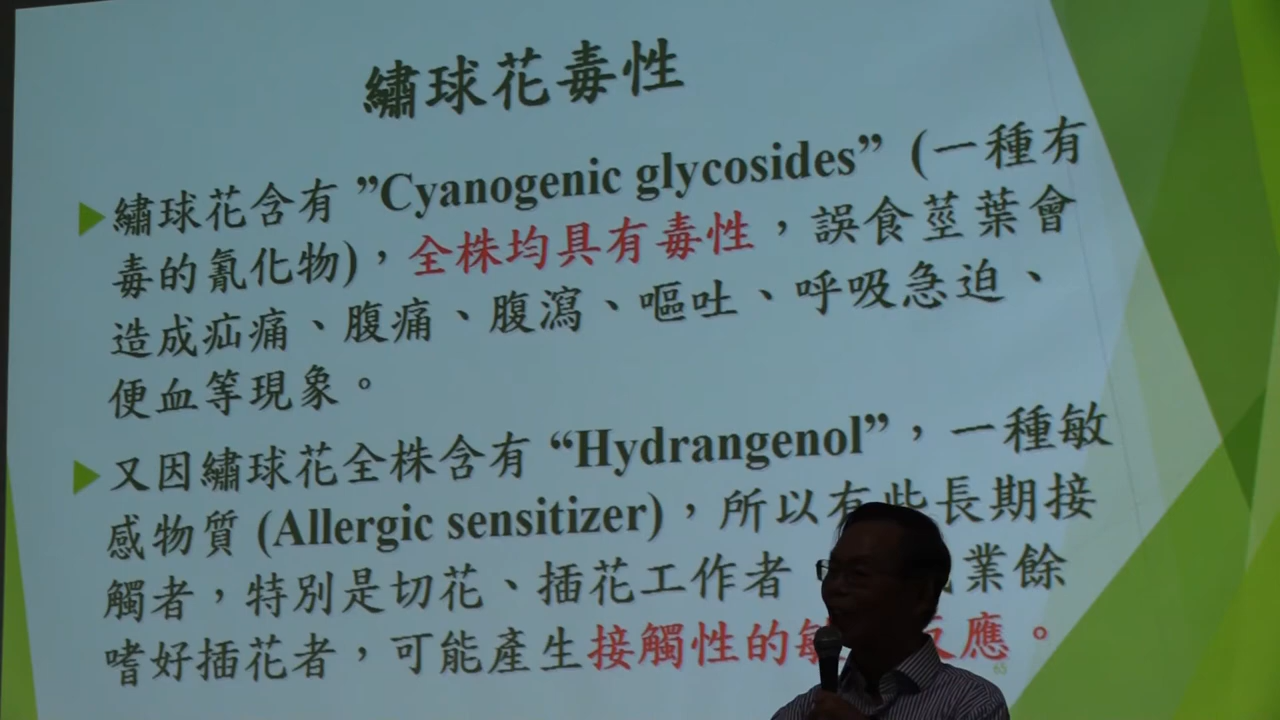 繡球花毒性
繡球花含有 ”Cyanogenic glycosides” (一種有
毒的氰化物)，全株均具有毒性，誤食莖葉會
造成疝痛、腹痛、腹瀉、嘔吐、呼吸急迫、
便血等現象。
又因繡球花全株含有 “Hydrangenol”，一種敏
感物質 (Allergic sensitizer)，所以有些長期接
觸者，特別是切花、插花工作者 業餘
嗜好插花者，可能產生接觸性的敏 反應。
65